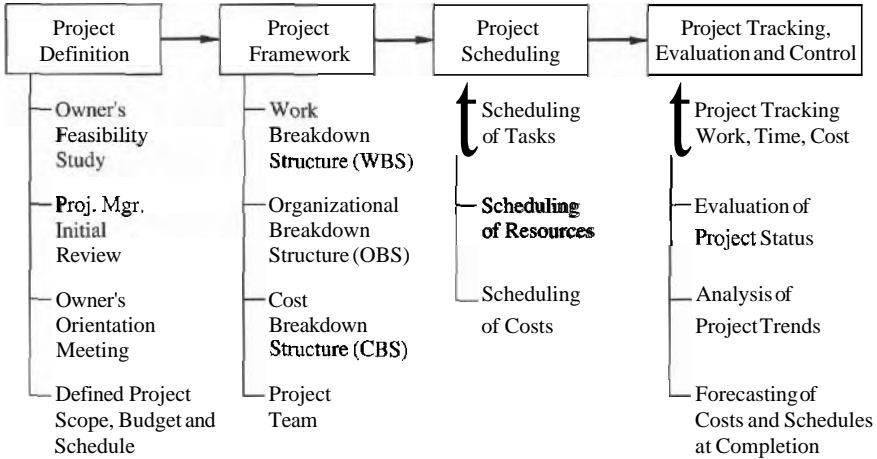 Project
Definition
Project
Framework
Project
Scheduling
Project Tracking,
Evaluation and Control
Owner's
Feasibility
Study
Proj. Mgr.
Initial
Review
Owner's
Orientation
Meeting
Defined Project
Scope, Budget and
Schedule
Work
Breakdown
Structure (WBS)
Organizational
Breakdown
Structure (OBS)
Cost
Breakdown
Structure (CBS)
Project
Team
Scheduling
of Tasks
Scheduling
of Resources
Scheduling
of Costs
Project Tracking
Work, Time, Cost
Evaluation of
Project Status
Analysis of
Project Trends
Forecasting of
Costs and Schedules
at Completion